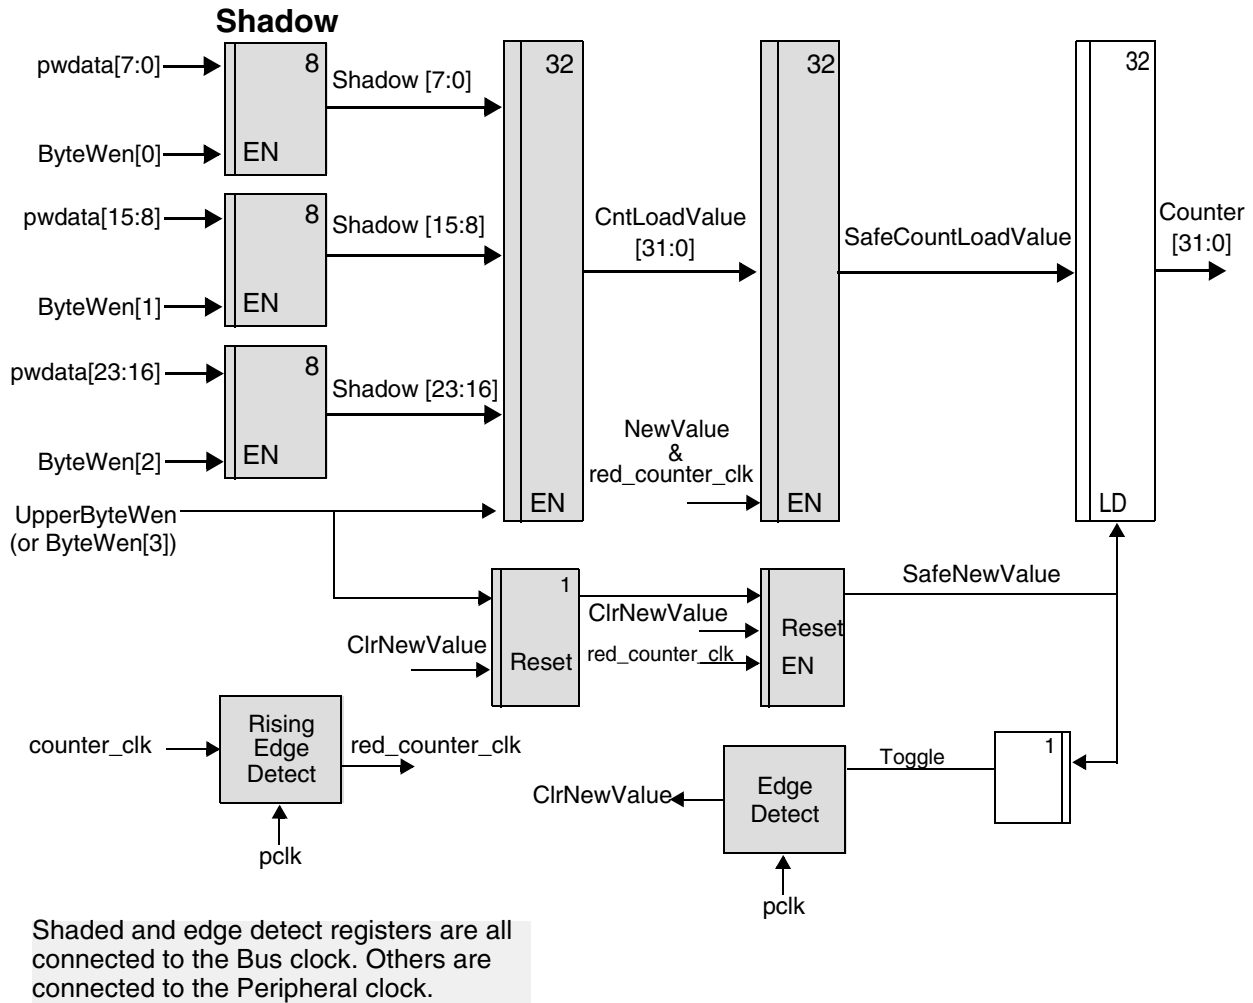 Shadow
pwdata[7:0]
8
Shadow [7:0]
ByteWen[0]
EN
32
32
32
pwdata[15:8]
8
Shadow [15:8]
ByteWen[1]
EN
CntLoadValue
[31:0]
SafeCountLoadValue
Counter
[31:0]
pwdata[23:16]
8
Shadow [23:16]
ByteWen[2]
EN
NewValue
&
red_counter_clk
UpperByteWen
(or ByteWen[3])
EN
EN
LD
1
Reset
ClrNewValue
ClrNewValue
red_counter_clk
Reset
EN
SafeNewValue
counter_clk
Rising
Edge
Detect
red_counter_clk
pclk
ClrNewValue
Edge
Detect
Toggle
1
pclk
Shaded and edge detect registers are all
connected to the Bus clock. Others are
connected to the Peripheral clock.